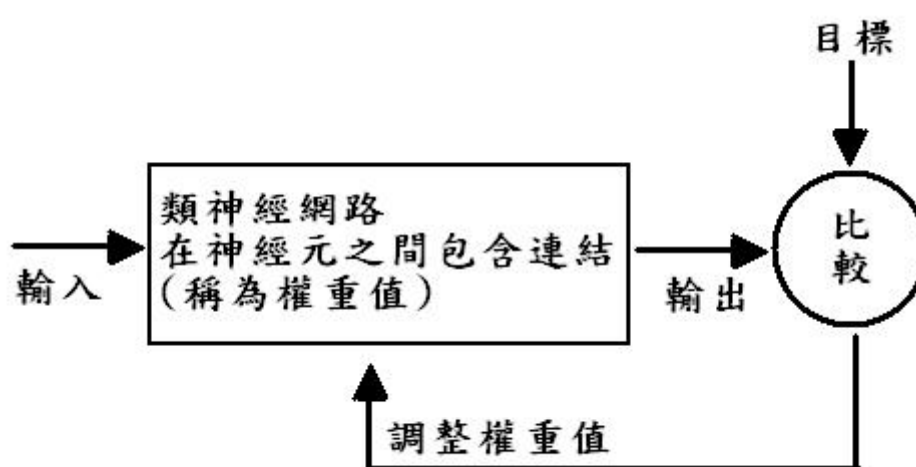 目標
類神經網路
在神經元之間包含連結
(稱為權重值)
輸入
輸出
比
較
調整權重值